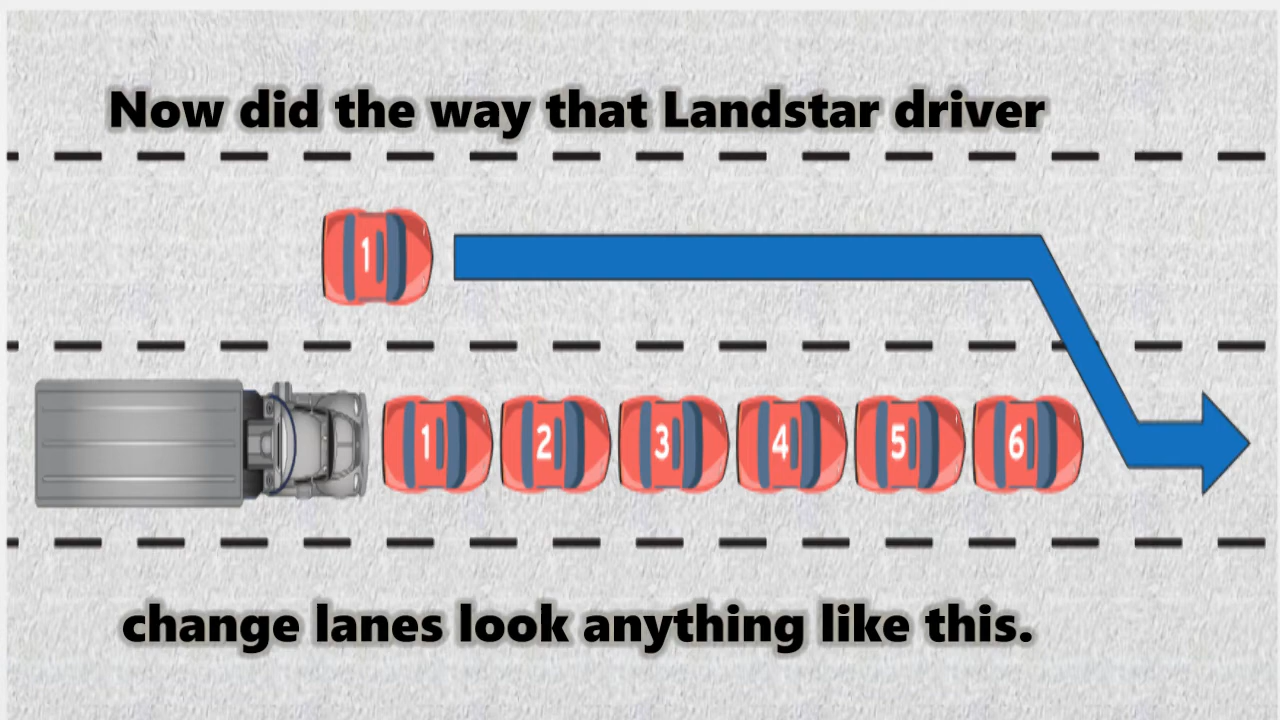 Now did the way that Landstar driver
1
1 2 3 4 5 6
change lanes look anything like this.